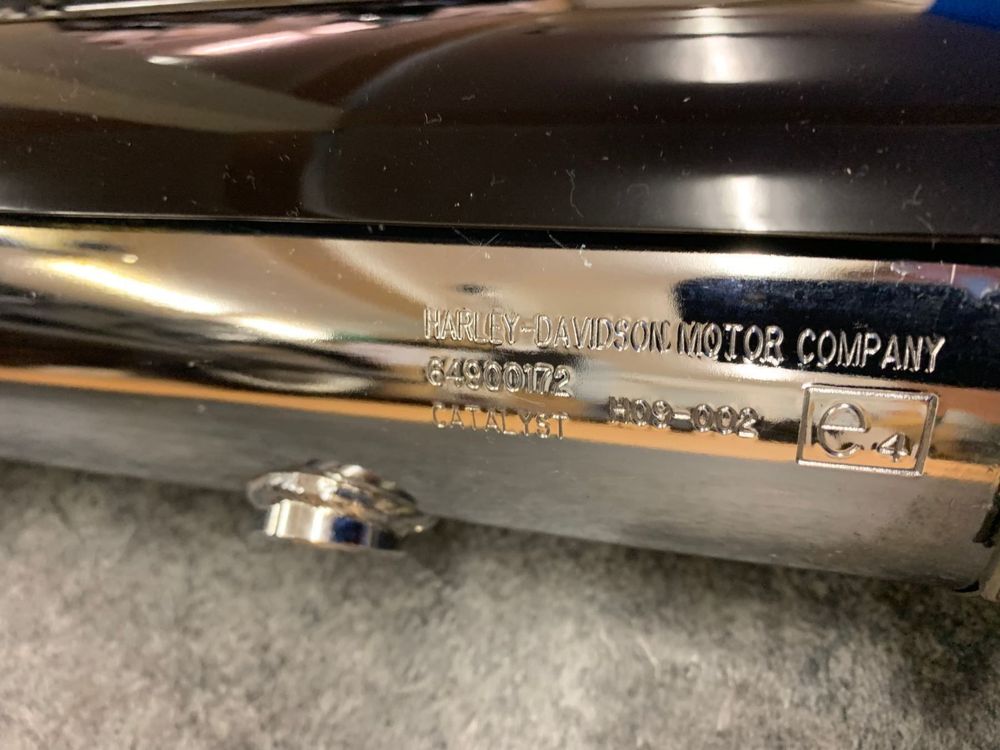 HARLEY-DAVIDSON MOTOR COMPANY
64900172
CATALYST
H09-002
e4